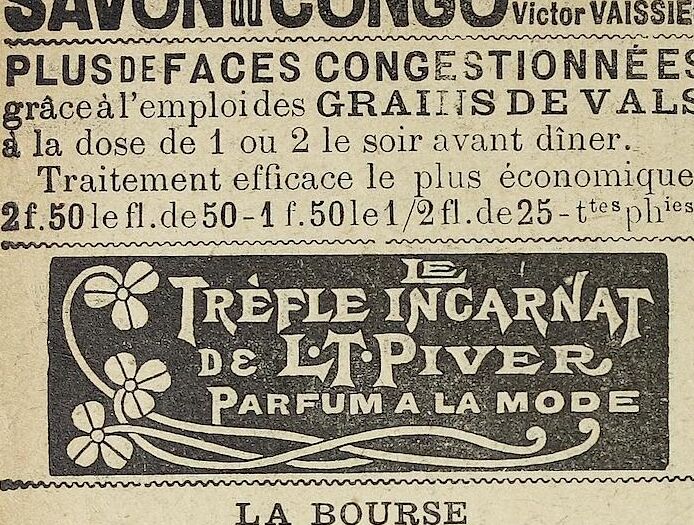 SAVON DU CONGO Victor VAISSIE
PLUS DE FACES CONGESTIONNÉES
grâce à l'emploi des GRAINS DE VALS
à la dose de 1 ou 2 le soir avant dîner.
Traitement efficace le plus économique
2f.50 le fl. de 50 - 1 f. 50 le 1/2 fl. de 25 - ttes phies
LE
TRÈFLE INCARNAT
DE L.T. PIVER
PARFUM A LA MODE
LA BOURSE